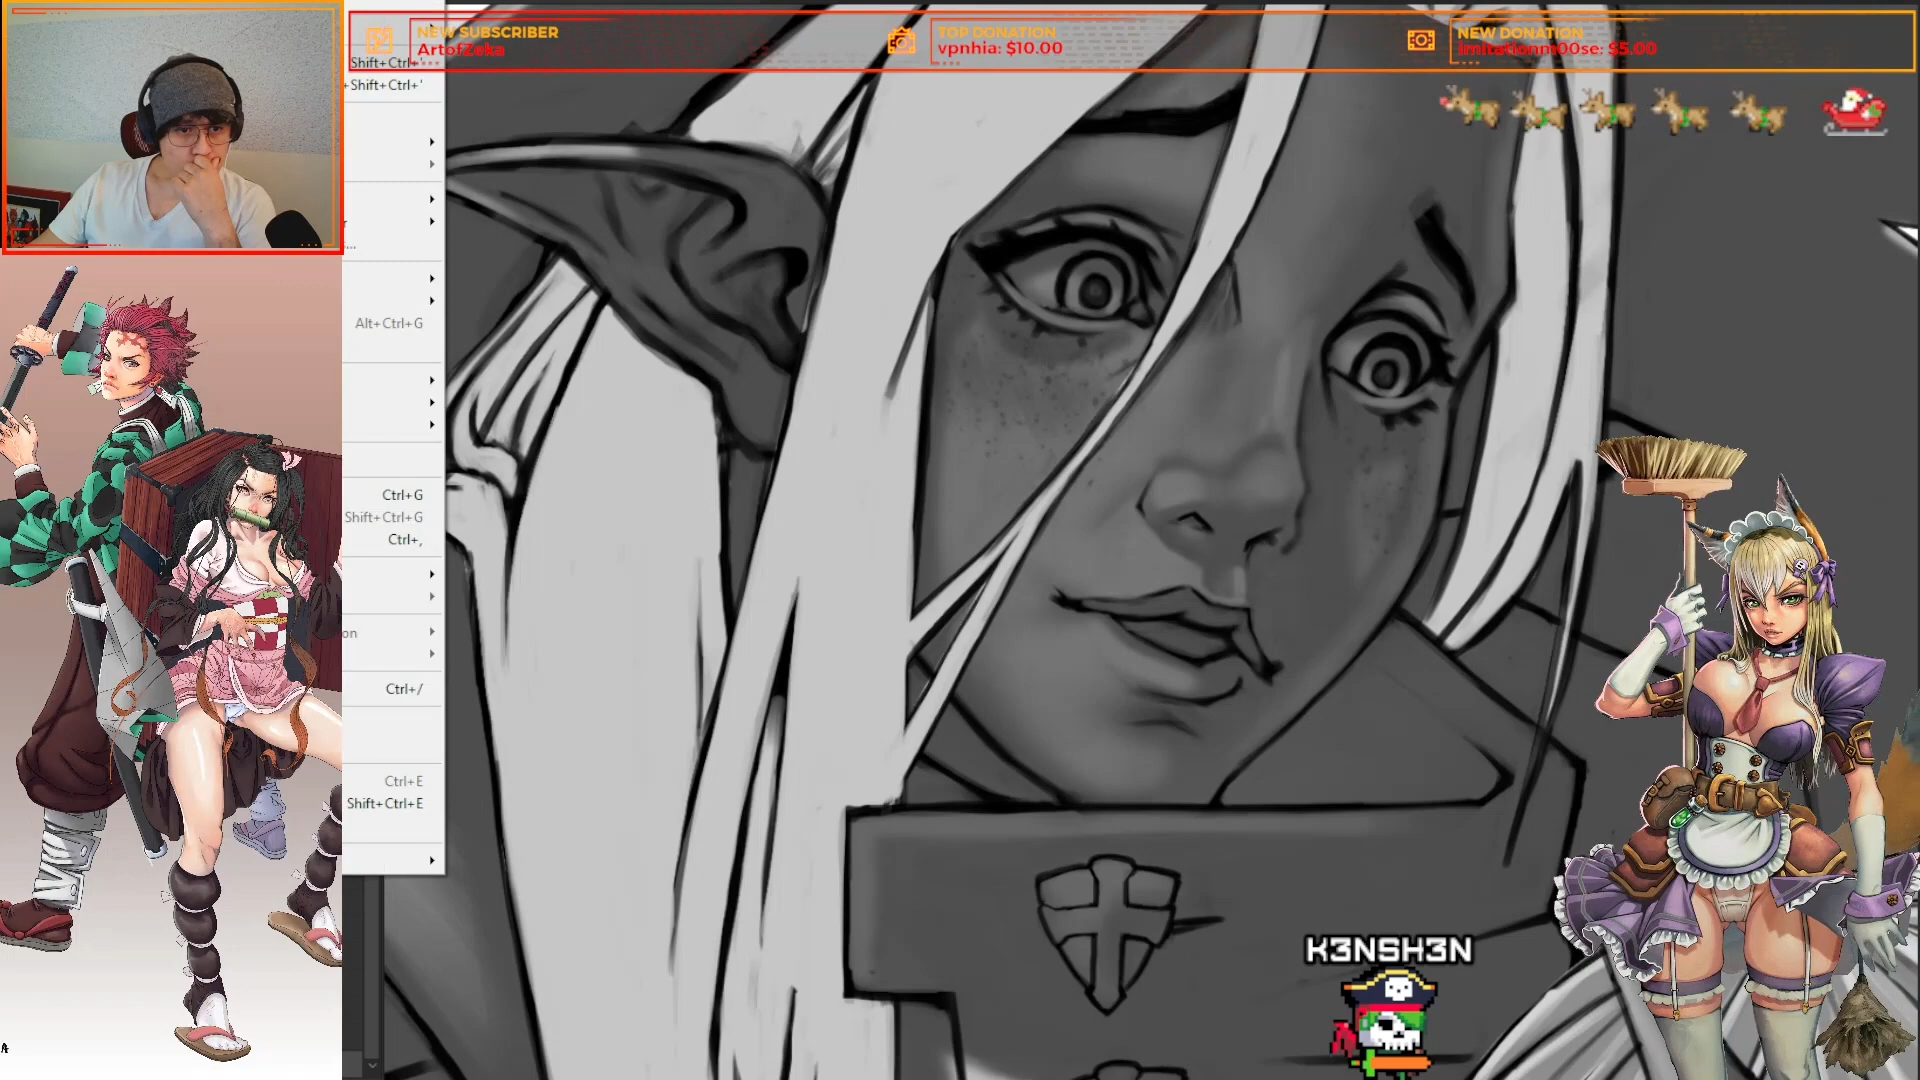 NEW SUBSCRIBER
ArtofZeka
TOP DONATION
vpnhia: $10.00
NEW DONATION
imitationm00se: $5.00
Shift+Ctrl+'
+Shift+Ctrl+'
Alt+Ctrl+G
Ctrl+G
Shift+Ctrl+G
Ctrl+,
on
Ctrl+/
Ctrl+E
Shift+Ctrl+E
K3NSH3N
A